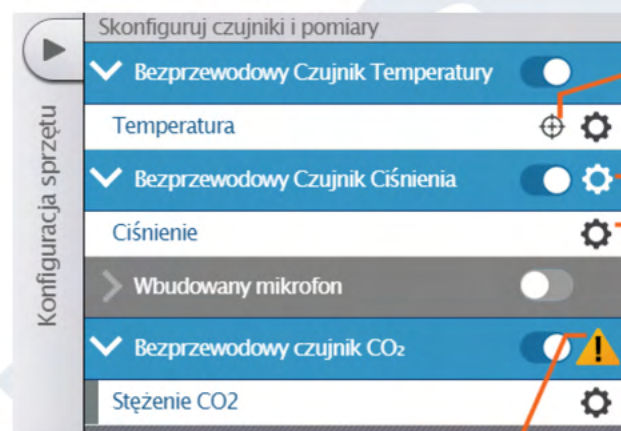 Skonfiguruj czujniki i pomiary
Bezprzewodowy Czujnik Temperatury
Temperatura
Bezprzewodowy Czujnik Ciśnienia
Ciśnienie
Wbudowany mikrofon
Bezprzewodowy czujnik CO₂
Stężenie CO2
Konfiguracja sprzętu